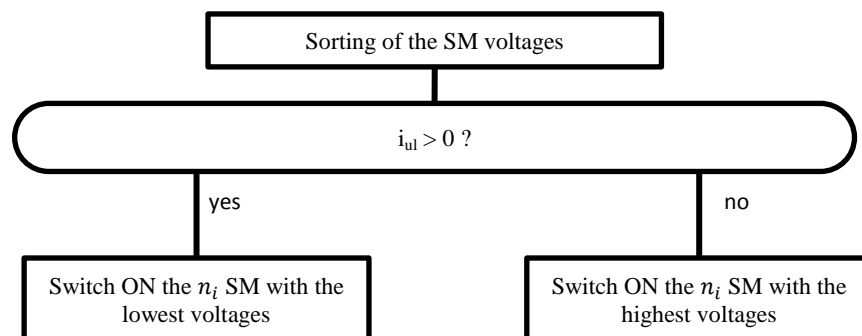 Sorting of the SM voltages
i_ul > 0 ?
yes
no
Switch ON the n_i SM with the
lowest voltages
Switch ON the n_i SM with the
highest voltages